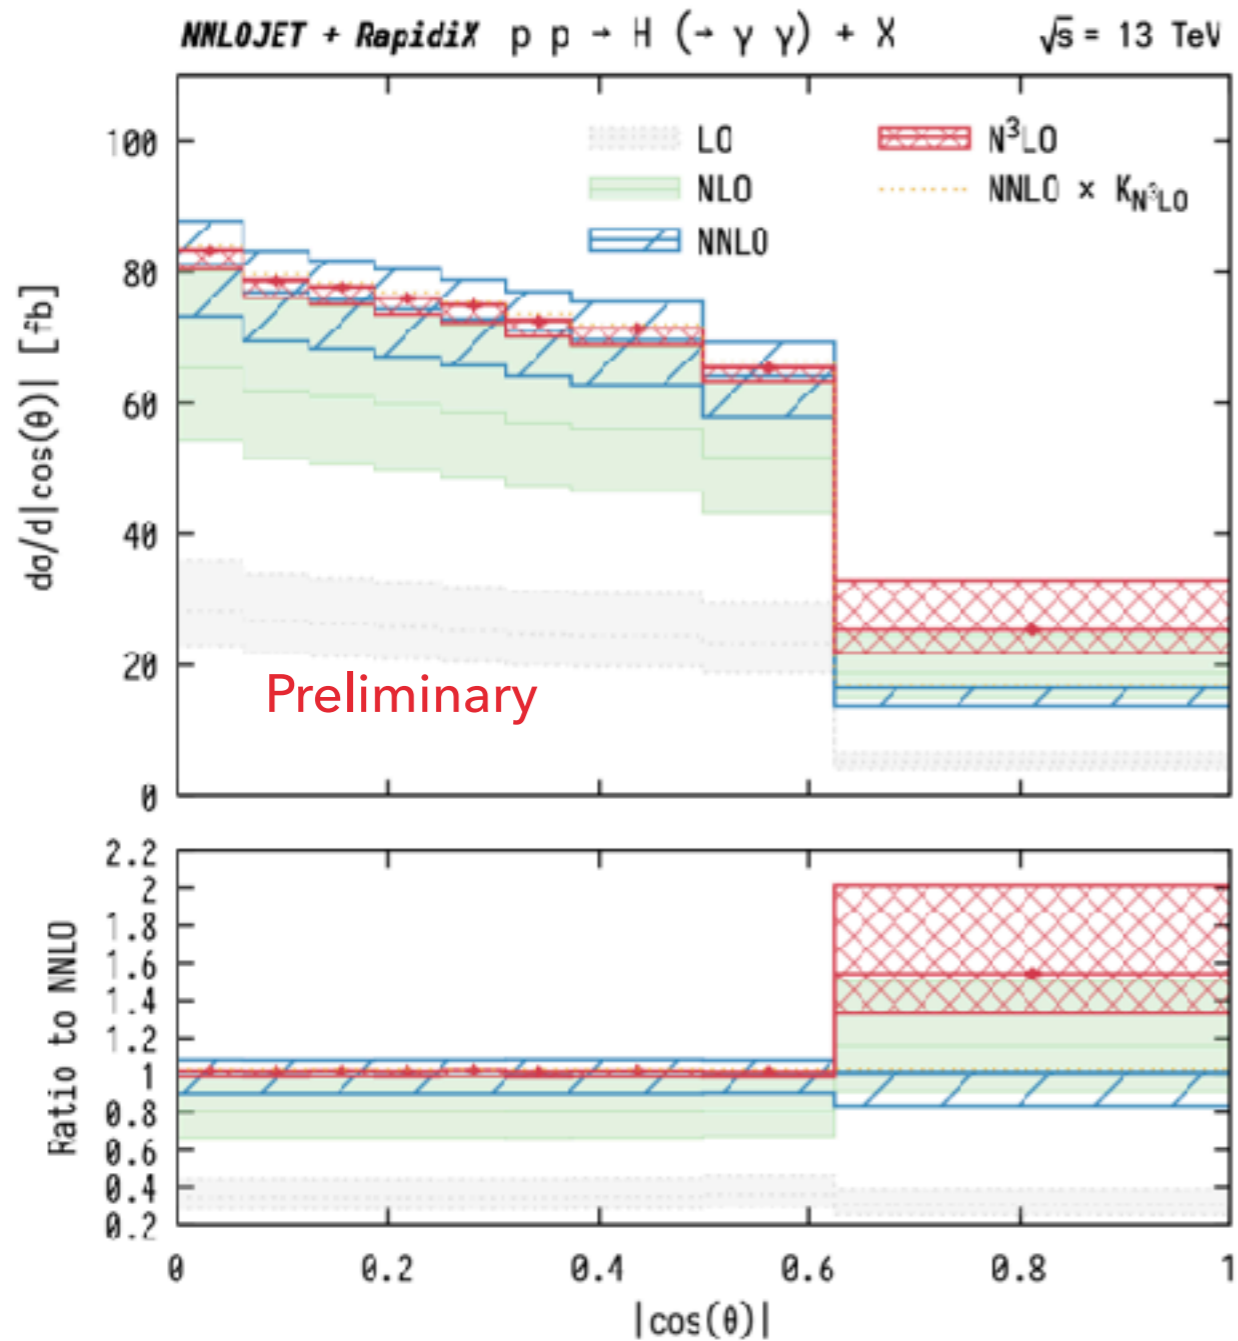 NNLOJET + RapidiX p p → H (→ γ γ) + X √s = 13 TeV
LO
NLO
NNLO
N³LO
NNLO × K_N³LO
dσ/d|cos(θ)| [fb]
100
80
60
40
20
0
Preliminary
Ratio to NNLO
2.2
2
1.8
1.6
1.4
1.2
1
0.8
0.6
0.4
0.2
0 0.2 0.4 0.6 0.8 1
|cos(θ)|